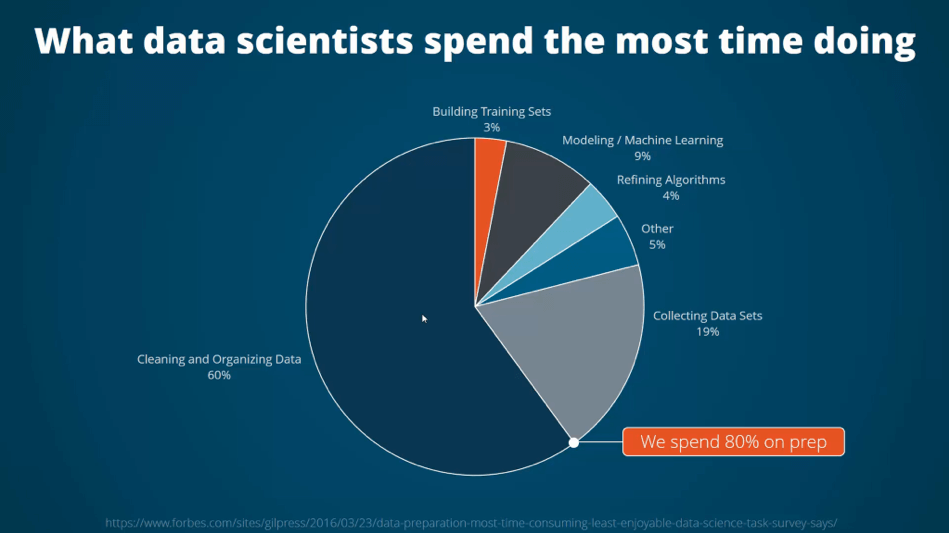 What data scientists spend the most time doing
Building Training Sets
3%
Modeling / Machine Learning
9%
Refining Algorithms
4%
Other
5%
Collecting Data Sets
19%
Cleaning and Organizing Data
60%
We spend 80% on prep
https://www.forbes.com/sites/gilpress/2016/03/23/data-preparation-most-time-consuming-least-enjoyable-data-science-task-survey-says/